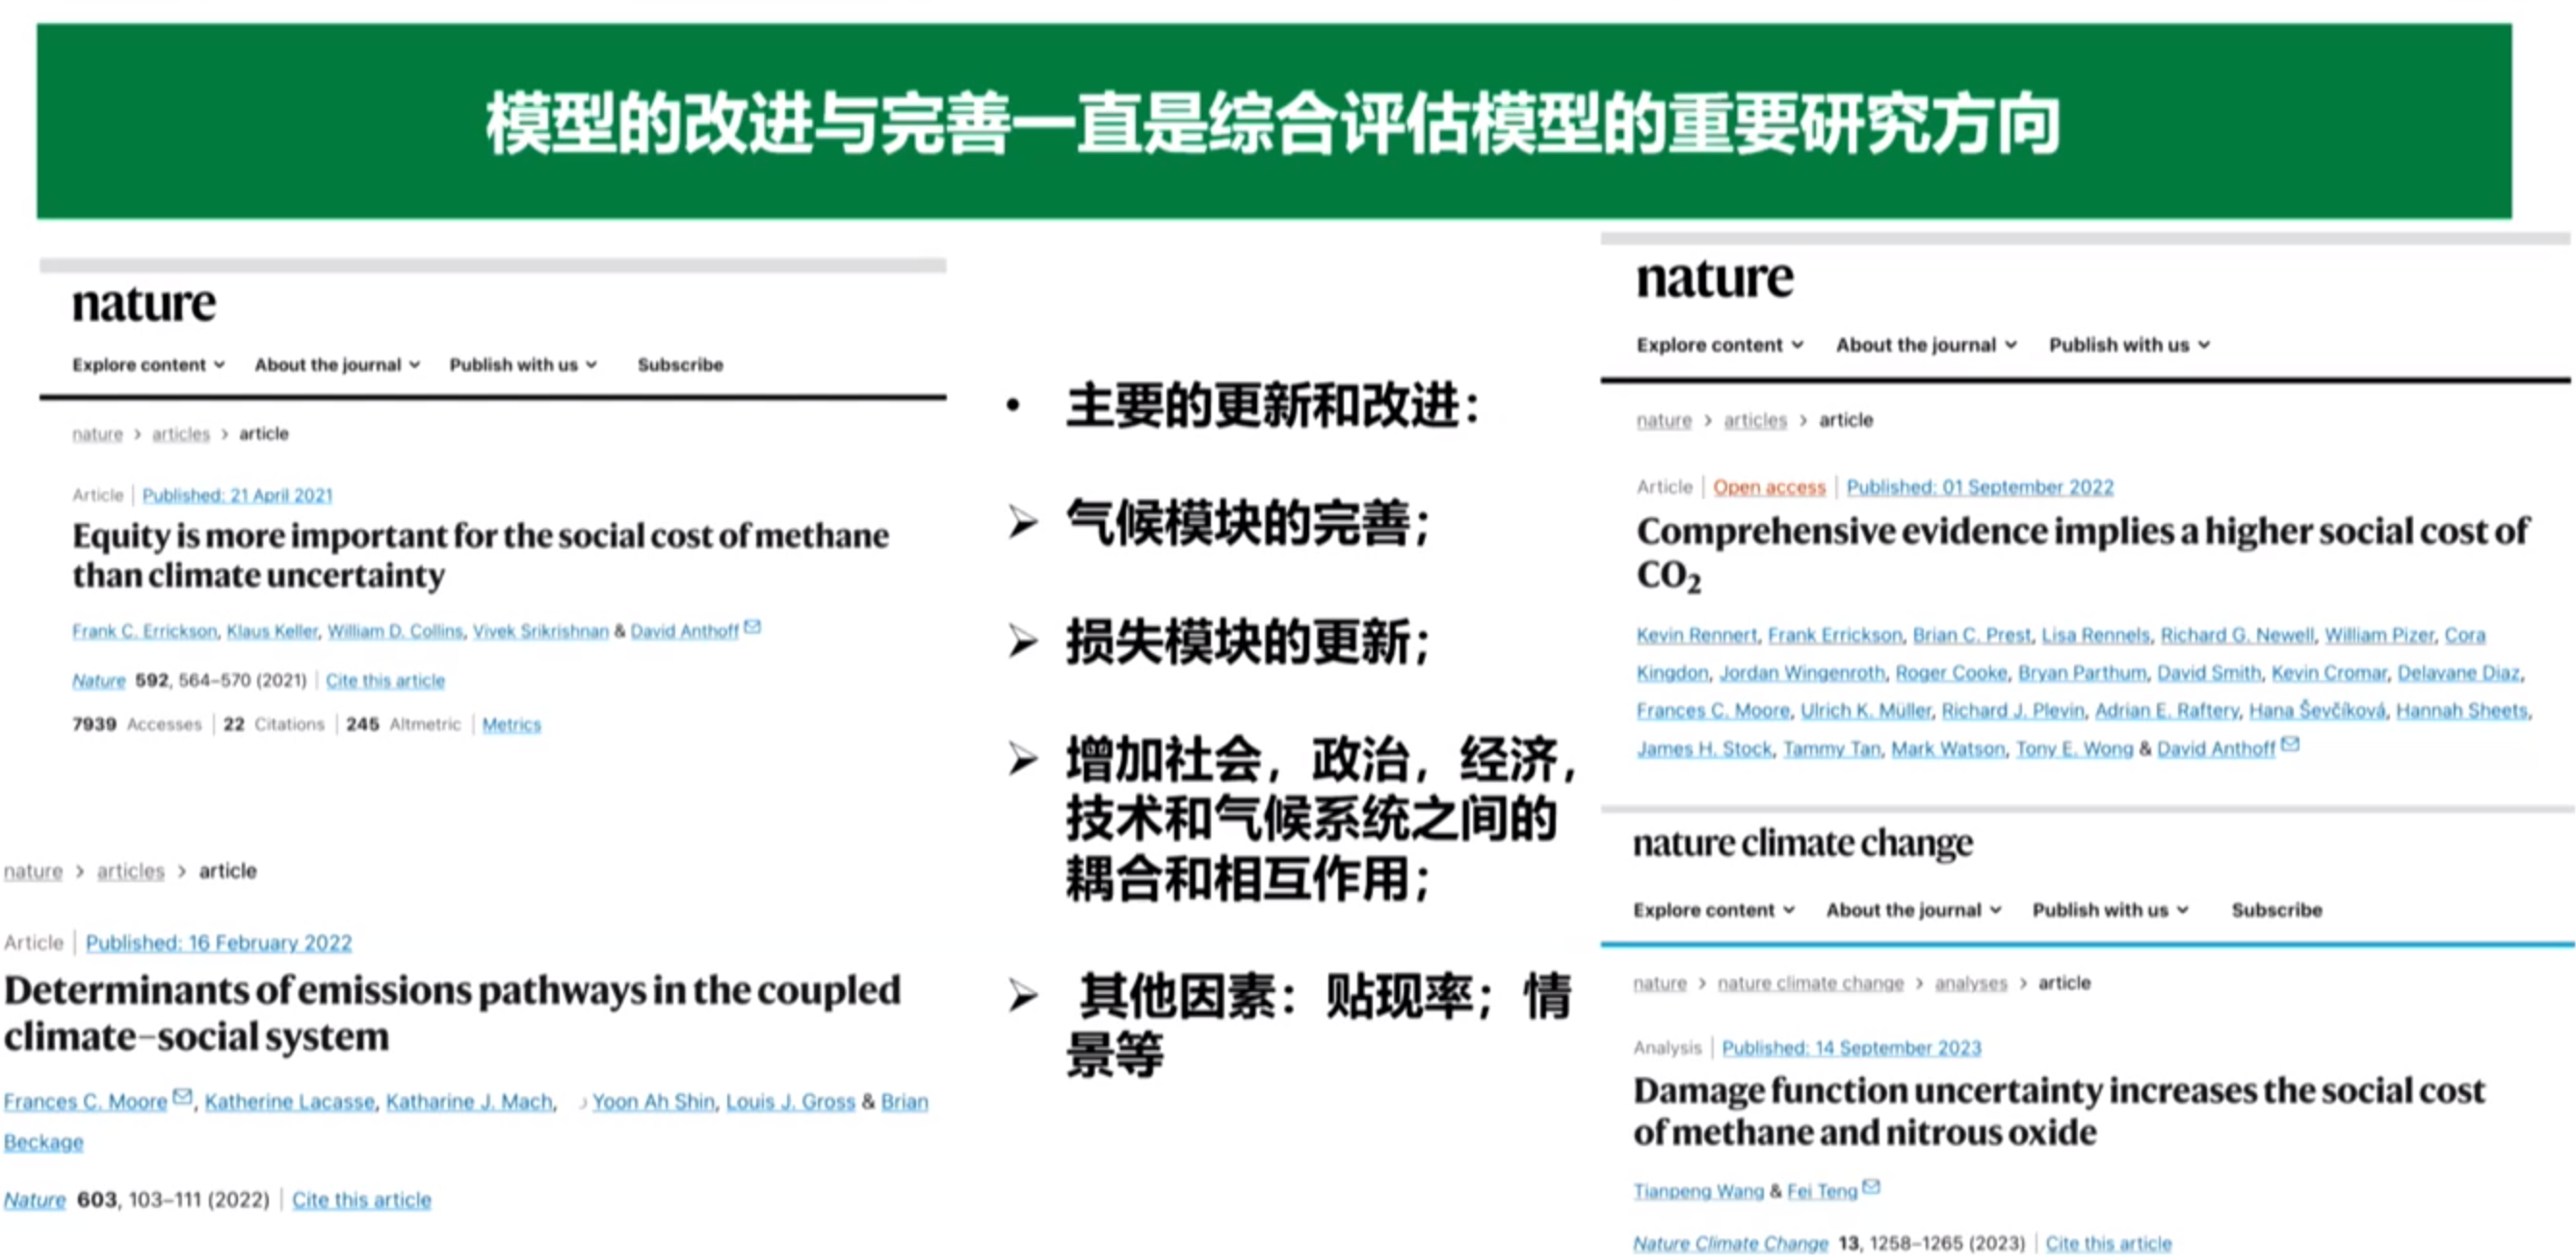 模型的改进与完善一直是综合评估模型的重要研究方向
nature
Explore content About the journal Publish with us Subscribe
nature > articles > article
Article | Published: 21 April 2021
Equity is more important for the social cost of methane
than climate uncertainty
Frank C. Errickson, Klaus Keller, William D. Collins, Vivek Srikrishnan & David Anthoff
Nature 592, 564–570 (2021) | Cite this article
7939 Accesses | 22 Citations | 245 Altmetric | Metrics
nature > articles > article
Article | Published: 16 February 2022
Determinants of emissions pathways in the coupled
climate–social system
Frances C. Moore, Katherine Lacasse, Katharine J. Mach, Yoon Ah Shin, Louis J. Gross & Brian
Beckage
Nature 603, 103–111 (2022) | Cite this article
• 主要的更新和改进：
➢ 气候模块的完善；
➢ 损失模块的更新；
➢ 增加社会，政治，经济，
技术和气候系统之间的
耦合和相互作用；
➢ 其他因素：贴现率；情
景等
nature
Explore content About the journal Publish with us
nature > articles > article
Article | Open access | Published: 01 September 2022
Comprehensive evidence implies a higher social cost of
CO₂
Kevin Rennert, Frank Errickson, Brian C. Prest, Lisa Rennels, Richard G. Newell, William Pizer, Cora
Kingdon, Jordan Wingenroth, Roger Cooke, Bryan Parthum, David Smith, Kevin Cromar, Delavane Diaz,
Frances C. Moore, Ulrich K. Müller, Richard J. Plevin, Adrian E. Raftery, Hana Ševčíková, Hannah Sheets,
James H. Stock, Tammy Tan, Mark Watson, Tony E. Wong & David Anthoff
nature climate change
Explore content About the journal Publish with us Subscribe
nature > nature climate change > analyses > article
Analysis | Published: 14 September 2023
Damage function uncertainty increases the social cost
of methane and nitrous oxide
Tianpeng Wang & Fei Teng
Nature Climate Change 13, 1258–1265 (2023) | Cite this article